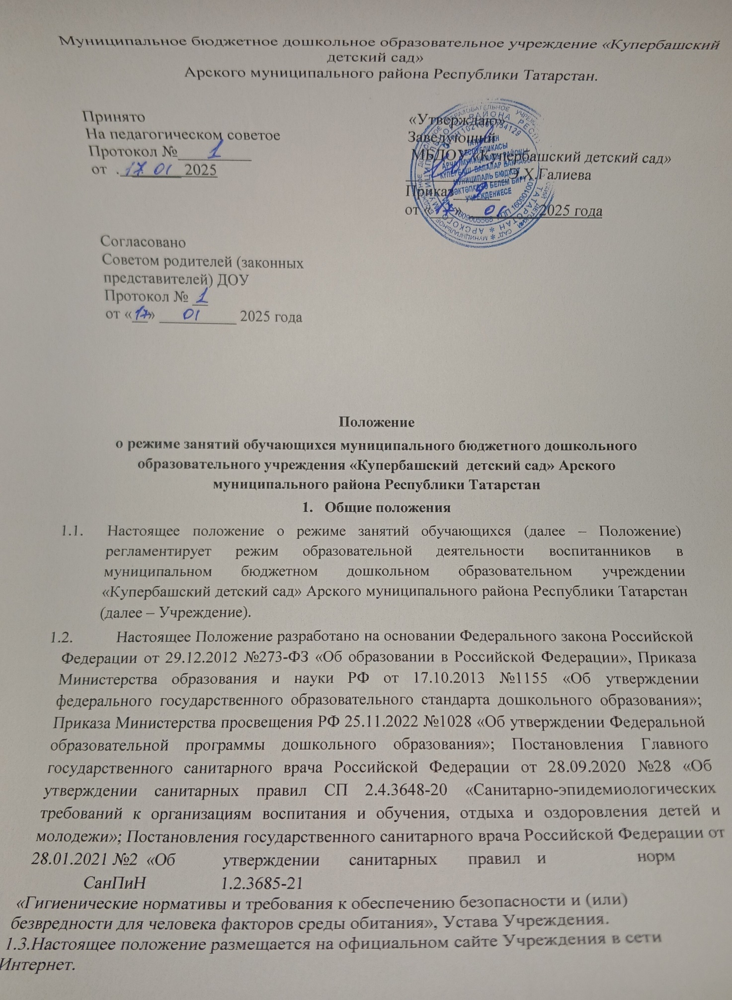 Муниципальное бюджетное дошкольное образовательное учреждение «Купербашский
детский сад»
Арского муниципального района Республики Татарстан.
Принято
На педагогическом советое
Протокол № 1
от . 17 01 2025
«Утверждаю»
Заведующий
МБДОУ «Купербашский детский сад»
Э.Х.Галиева
Приказ
от «17» 01 2025 года
Согласовано
Советом родителей (законных
представителей) ДОУ
Протокол № 1
от «17» 01 2025 года
Положение
о режиме занятий обучающихся муниципального бюджетного дошкольного
образовательного учреждения «Купербашский детский сад» Арского
муниципального района Республики Татарстан
1. Общие положения
1.1. Настоящее положение о режиме занятий обучающихся (далее – Положение)
регламентирует режим образовательной деятельности воспитанников в
муниципальном бюджетном дошкольном образовательном учреждении
«Купербашский детский сад» Арского муниципального района Республики Татарстан
(далее – Учреждение).
1.2. Настоящее Положение разработано на основании Федерального закона Российской
Федерации от 29.12.2012 №273-ФЗ «Об образовании в Российской Федерации», Приказа
Министерства образования и науки РФ от 17.10.2013 №1155 «Об утверждении
федерального государственного образовательного стандарта дошкольного образования»;
Приказа Министерства просвещения РФ 25.11.2022 №1028 «Об утверждении Федеральной
образовательной программы дошкольного образования»; Постановления Главного
государственного санитарного врача Российской Федерации от 28.09.2020 №28 «Об
утверждении санитарных правил СП 2.4.3648-20 «Санитарно-эпидемиологических
требований к организациям воспитания и обучения, отдыха и оздоровления детей и
молодежи»; Постановления государственного санитарного врача Российской Федерации от
28.01.2021 №2 «Об утверждении санитарных правил и норм
СанПиН 1.2.3685-21
«Гигиенические нормативы и требования к обеспечению безопасности и (или)
безвредности для человека факторов среды обитания», Устава Учреждения.
1.3.Настоящее положение размещается на официальном сайте Учреждения в сети
Интернет.